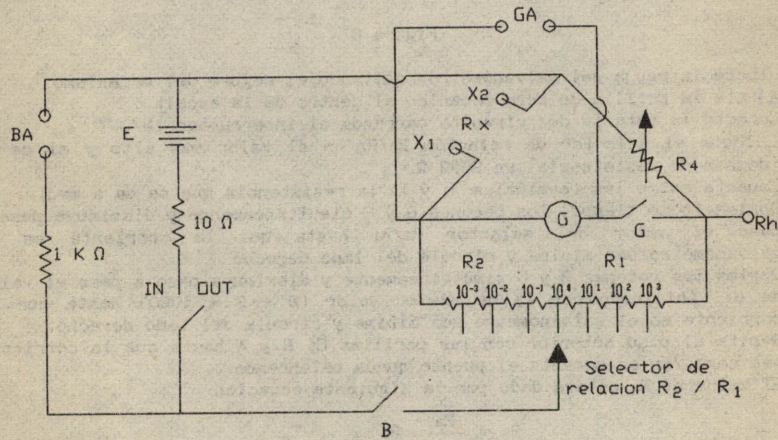 GA
X2
X1
R x
BA
E
R4
10 Ω
1 K Ω
G
G
Rh
R2
R1
10⁻³ 10⁻² 10⁻¹ 10⁰ 10¹ 10² 10³
IN
OUT
Selector de
relacion R2 / R1
B